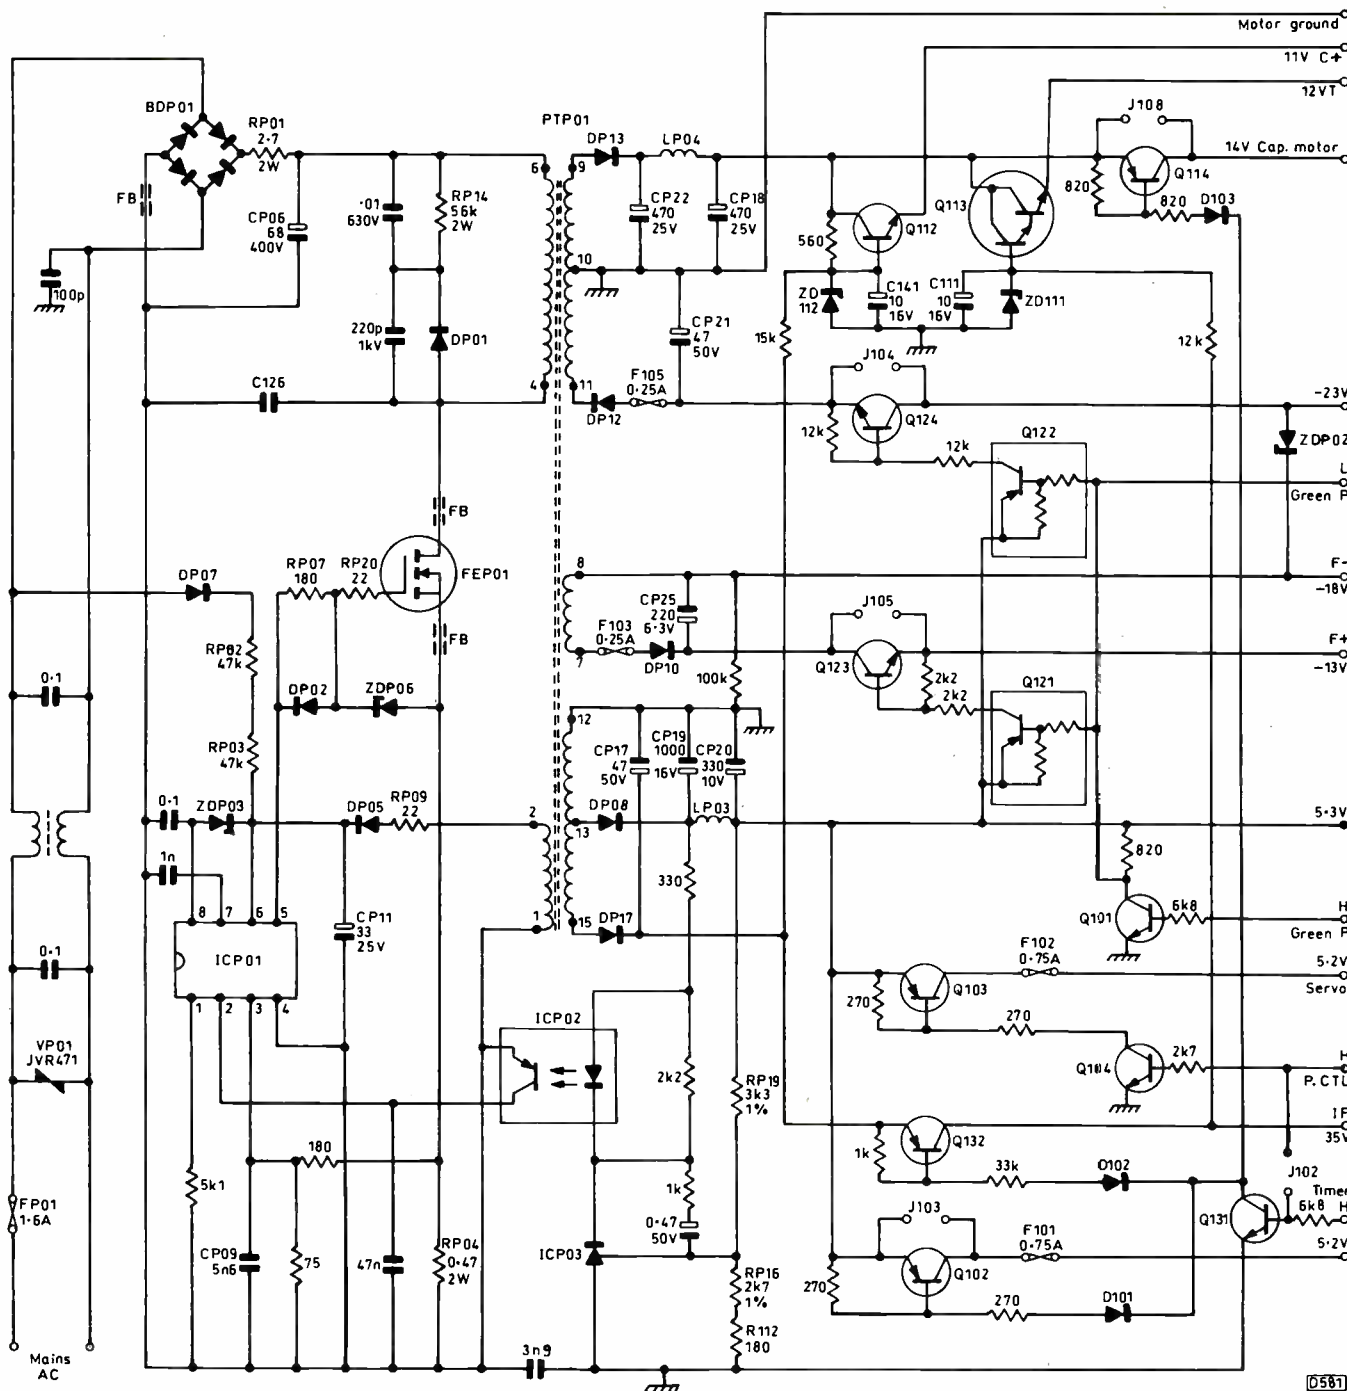 Motor ground
11V C+
12VT
BDP01
RP01
2·7
2W
PTP01
DP13
LP04
J108
14V Cap. motor
Q114
FB
CP06
68
400V
·01
630V
RP14
56k
2W
6
9
CP22
470
25V
CP18
470
25V
Q113
Q112
820
820
D103
560
100p
10
220p
1kV
DP01
CP21
47
50V
ZD
112
C141
10
16V
C111
10
16V
ZD111
15k
12k
C126
4
11
F105
0·25A
DP12
J104
-23V
12k
Q124
12k
Q122
ZDP02
L
Green P
FB
RP07
180
RP20
22
FEP01
DP07
8
F-
-18V
CP25
220
6·3V
J105
F103
0·25A
7
DP10
F+
-13V
Q123
RP02
47k
FB
DP02
ZDP06
100k
2k2
2k2
Q121
0·1
RP03
47k
12
CP17
47
50V
CP19
1000
16V
CP20
330
10V
0·1
ZDP03
DP05
RP09
22
2
13
DP08
LP03
5·3V
1n
330
820
8
7
6
5
CP11
33
25V
1
15
DP17
Q101
6k8
H
Green P
ICP01
0·1
F102
0·75A
5·2V
Servo
1
2
3
4
270
Q103
270
ICP02
VP01
JVR471
2k2
RP19
3k3
1%
Q104
2k7
H
P.CTL
IF
35V
180
1k
Q132
33k
D102
J102
5k1
1k
Timer
6k8
H
FP01
1·6A
0·47
50V
J103
F101
0·75A
Q131
5·2V
ICP03
CP09
5n6
75
47n
RP04
0·47
2W
RP16
2k7
1%
Q102
270
270
D101
R112
180
Mains
AC
3n9
D581